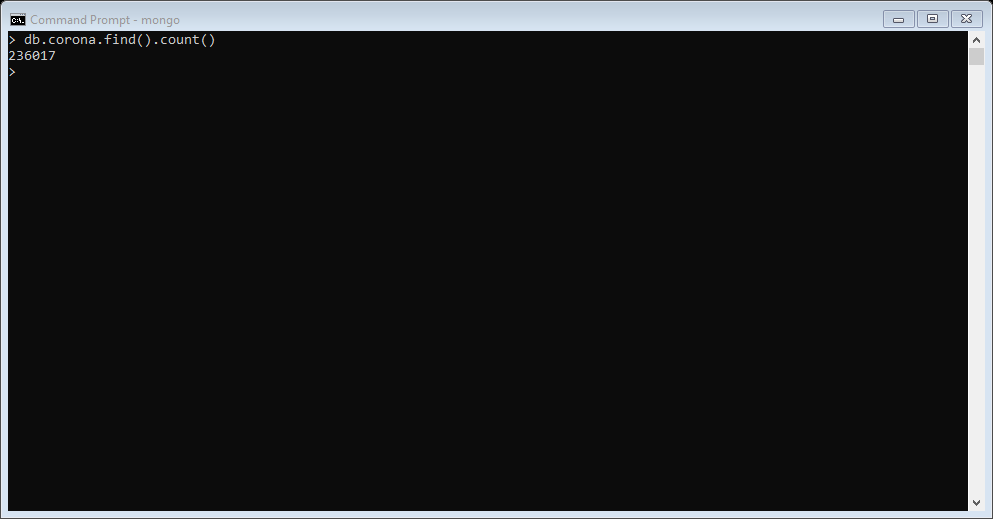 Command Prompt - mongo
> db.corona.find().count()
236017
>